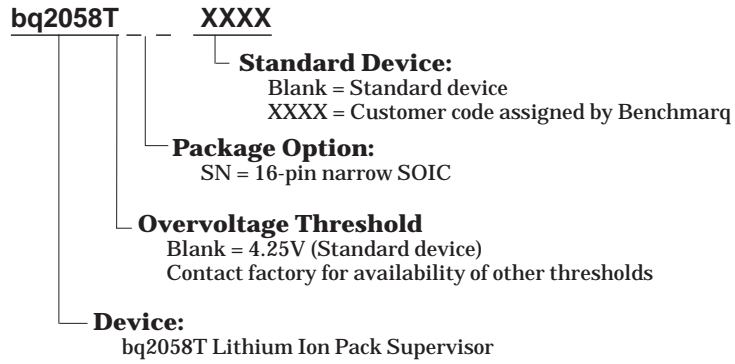 bq2058T _ _ XXXX
Standard Device:
Blank = Standard device
XXXX = Customer code assigned by Benchmarq
Package Option:
SN = 16-pin narrow SOIC
Overvoltage Threshold
Blank = 4.25V (Standard device)
Contact factory for availability of other thresholds
Device:
bq2058T Lithium Ion Pack Supervisor